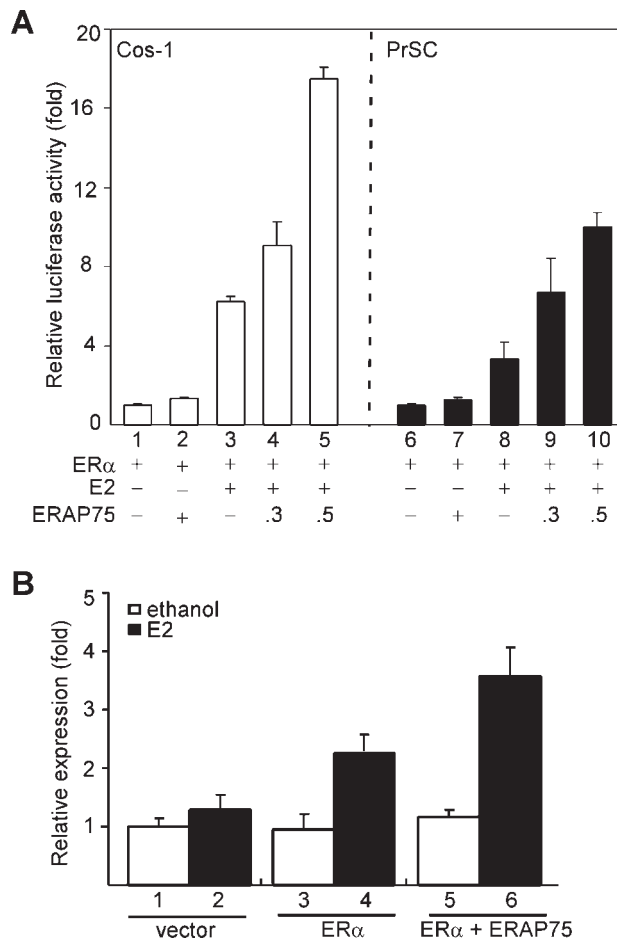 A
Cos-1
PrSC
Relative luciferase activity (fold)
20
16
12
8
4
0
1 2 3 4 5 6 7 8 9 10
ERα + + + + + + + + + +
E2 − − + + + − − + + +
ERAP75 − + − .3 .5 − + − .3 .5
B
ethanol
E2
Relative expression (fold)
5
4
3
2
1
1 2 3 4 5 6
vector ERα ERα + ERAP75